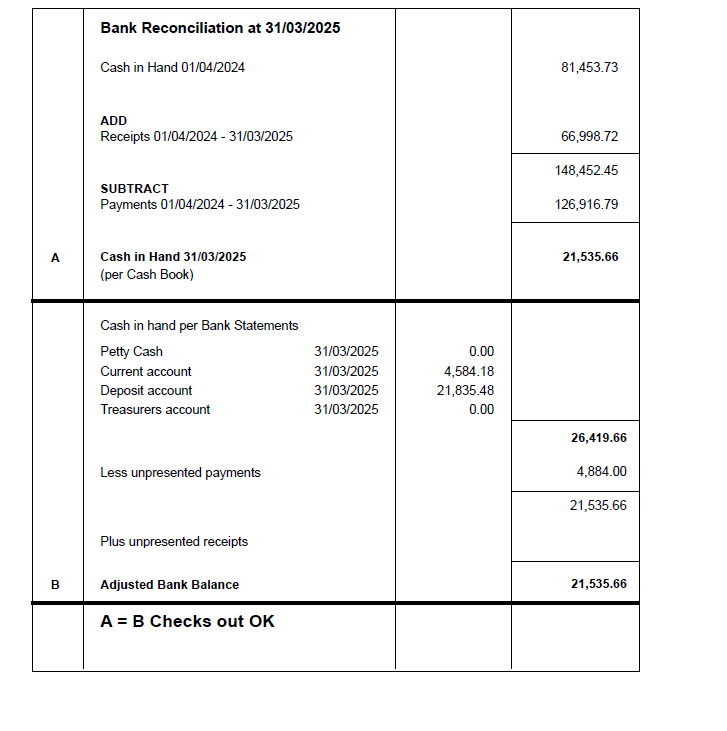 Bank Reconciliation at 31/03/2025
Cash in Hand 01/04/2024 81,453.73
ADD
Receipts 01/04/2024 - 31/03/2025 66,998.72
148,452.45
SUBTRACT
Payments 01/04/2024 - 31/03/2025 126,916.79
A Cash in Hand 31/03/2025 21,535.66
(per Cash Book)
Cash in hand per Bank Statements
Petty Cash 31/03/2025 0.00
Current account 31/03/2025 4,584.18
Deposit account 31/03/2025 21,835.48
Treasurers account 31/03/2025 0.00
26,419.66
Less unpresented payments 4,884.00
21,535.66
Plus unpresented receipts
B Adjusted Bank Balance 21,535.66
A = B Checks out OK